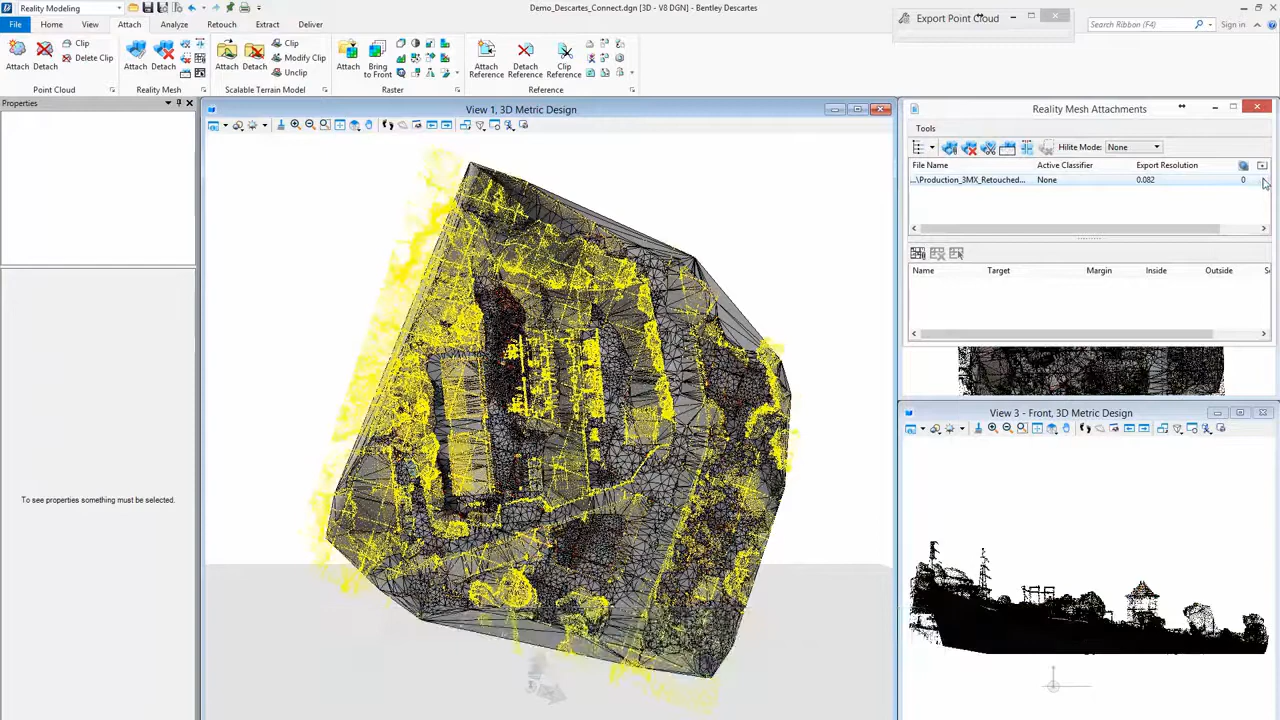 Reality Modeling
Demo_Descartes_Connect.dgn [3D - V8 DGN] - Bentley Descartes
Export Point Cloud
File Home View Attach Analyze Retouch Extract Deliver
Search Ribbon (F4)
Sign in
Attach Detach
Clip
Delete Clip
Point Cloud
Attach Detach
Reality Mesh
Attach Detach
Clip
Modify Clip
Unclip
Scalable Terrain Model
Attach Bring to Front
Raster
Attach Reference
Detach Reference
Clip Reference
Reference
Properties
To see properties something must be selected.
View 1, 3D Metric Design
Reality Mesh Attachments
Tools
Hilite Mode: None
File Name Active Classifier Export Resolution
...\Production_3MX_Retouched... None 0.082 0
Name Target Margin Inside Outside
View 3 - Front, 3D Metric Design